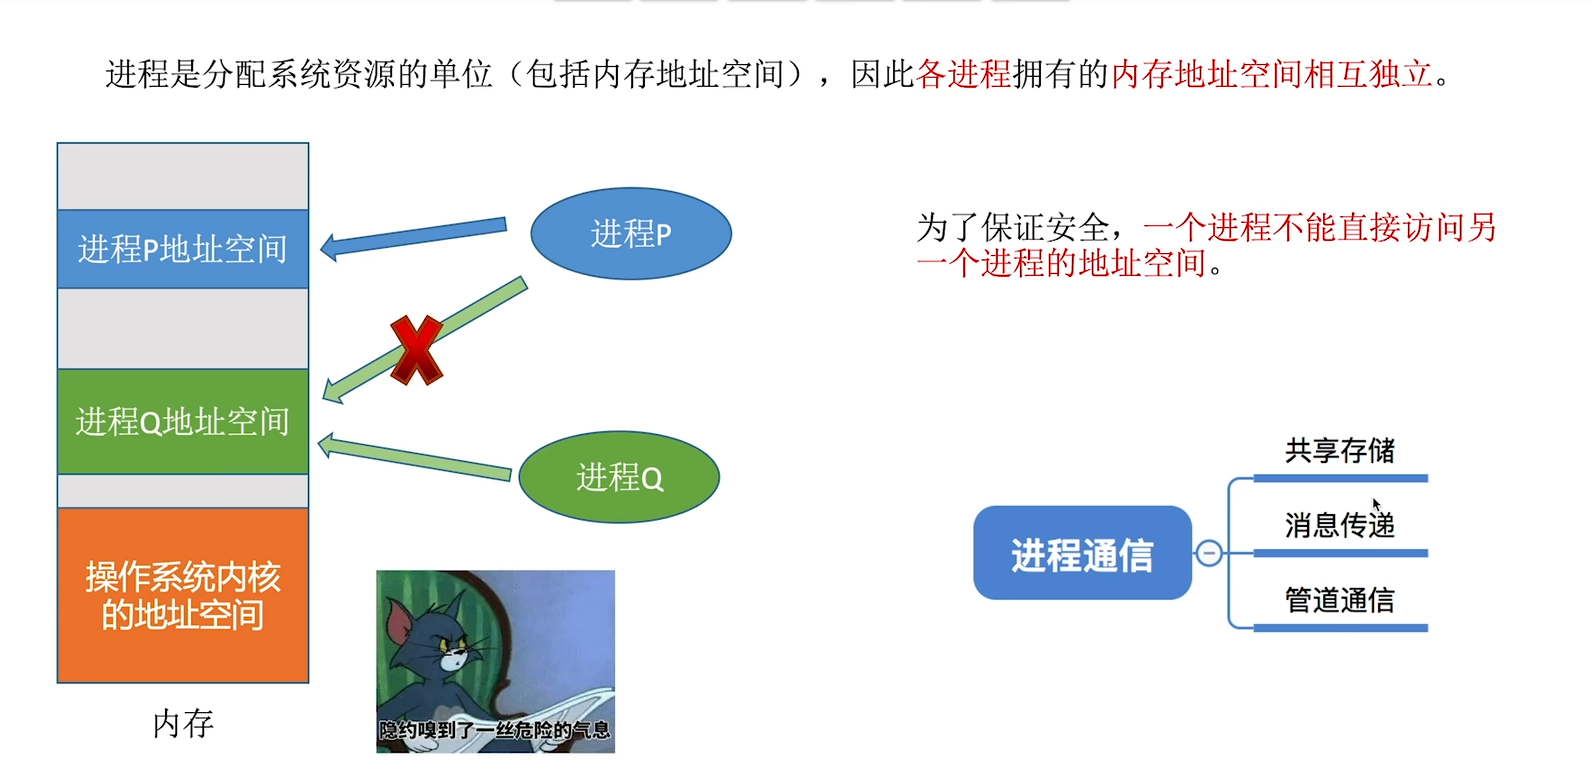 进程是分配系统资源的单位（包括内存地址空间），因此各进程拥有的内存地址空间相互独立。
进程P地址空间
进程P
为了保证安全，一个进程不能直接访问另
一个进程的地址空间。
进程Q地址空间
进程Q
操作系统内核
的地址空间
内存
隐约嗅到了一丝危险的气息
进程通信
共享存储
消息传递
管道通信